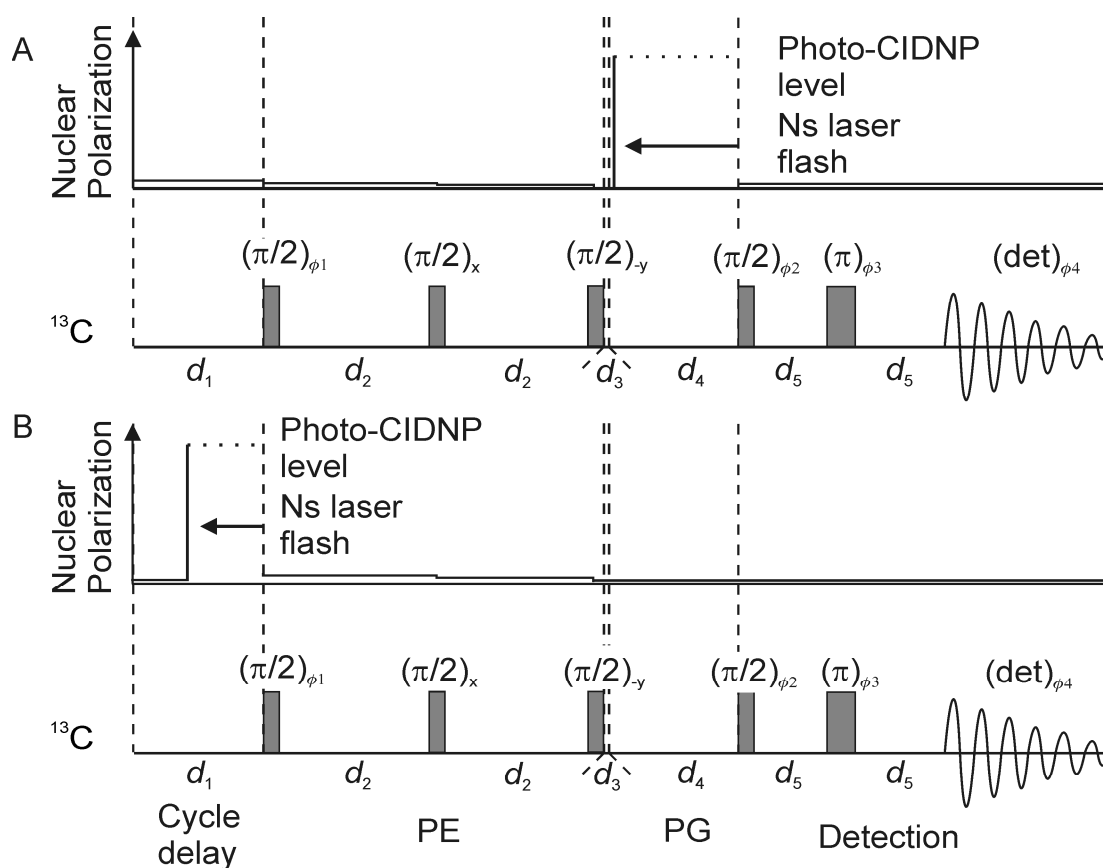 A
Nuclear
Polarization
Photo-CIDNP
level
Ns laser
flash
(π/2)ϕ1
(π/2)x
(π/2)-y
(π/2)ϕ2
(π)ϕ3
(det)ϕ4
¹³C
d₁
d₂
d₂
d₃
d₄
d₅
d₅
B
Nuclear
Polarization
Photo-CIDNP
level
Ns laser
flash
(π/2)ϕ1
(π/2)x
(π/2)-y
(π/2)ϕ2
(π)ϕ3
(det)ϕ4
¹³C
d₁
d₂
d₂
d₃
d₄
d₅
d₅
Cycle
delay
PE
PG
Detection